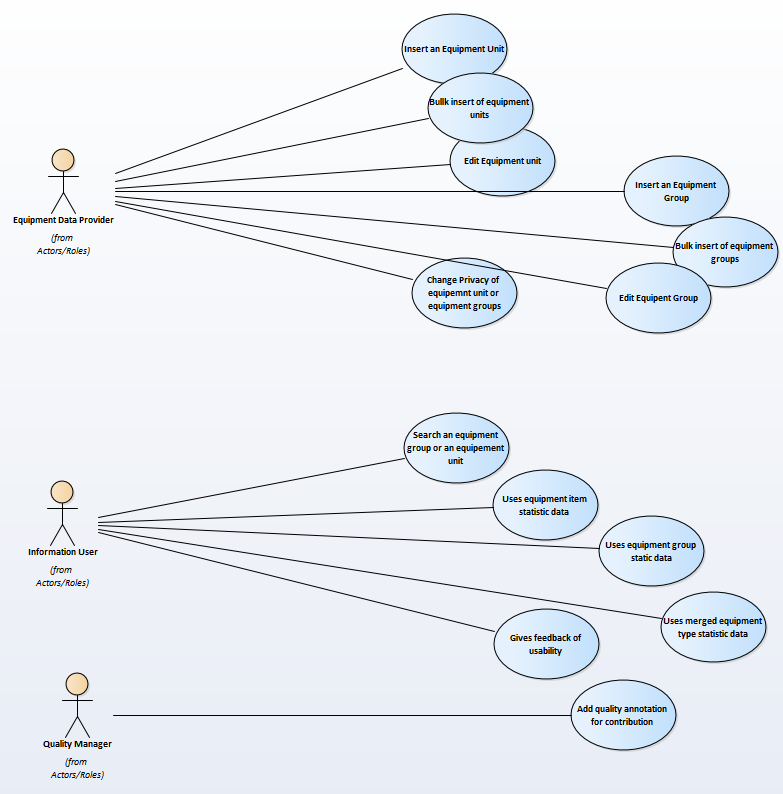 Insert an Equipment Unit
Bullk insert of equipment
units
Edit Equipment unit
Insert an Equipment
Group
Bulk insert of equipment
groups
Edit Equipent Group
Change Privacy of
equipemnt unit or
equipment groups
Equipment Data Provider
(from
Actors/Roles)
Search an equipment
group or an equipement
unit
Uses equipment item
statistic data
Uses equipment group
static data
Uses merged equipment
type statistic data
Gives feedback of
usability
Information User
(from
Actors/Roles)
Add quality annotation
for contribution
Quality Manager
(from
Actors/Roles)